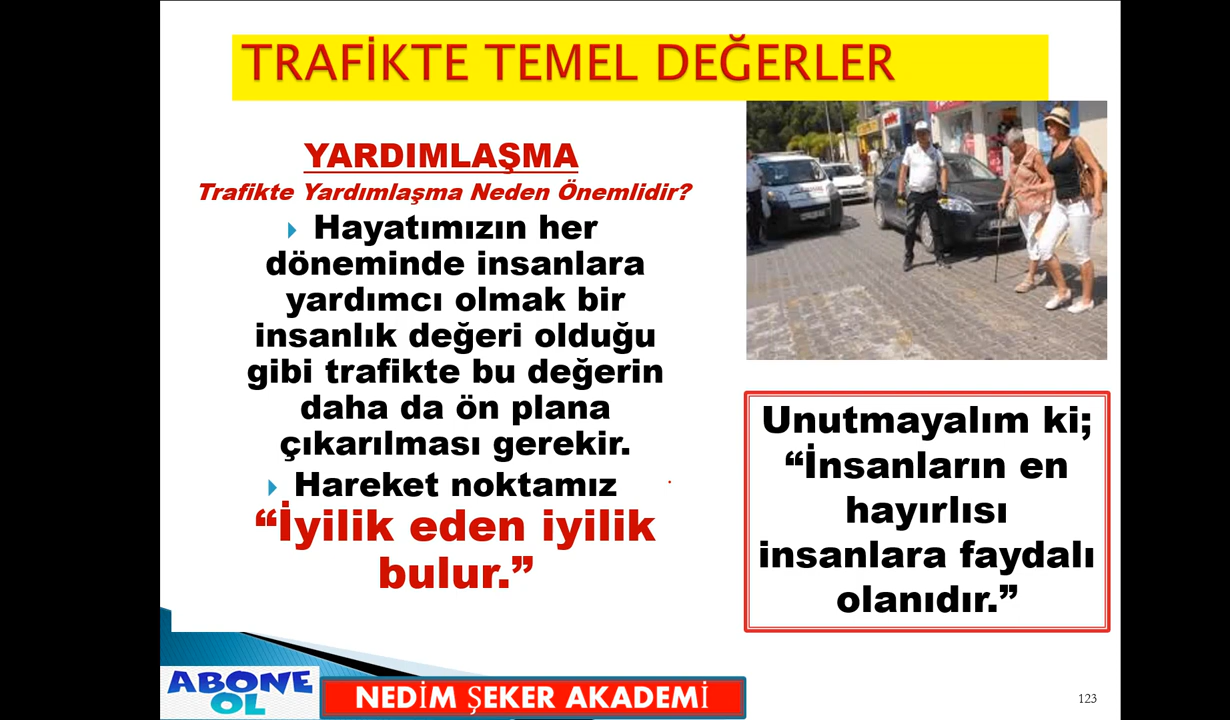 TRAFİKTE TEMEL DEĞERLER
YARDIMLAŞMA
Trafikte Yardımlaşma Neden Önemlidir?
Hayatımızın her
döneminde insanlara
yardımcı olmak bir
insanlık değeri olduğu
gibi trafikte bu değerin
daha da ön plana
çıkarılması gerekir.
Hareket noktamız
“İyilik eden iyilik
bulur.”
Unutmayalım ki;
“İnsanların en
hayırlısı
insanlara faydalı
olanıdır.”
ABONE
OL
NEDİM ŞEKER AKADEMİ
123